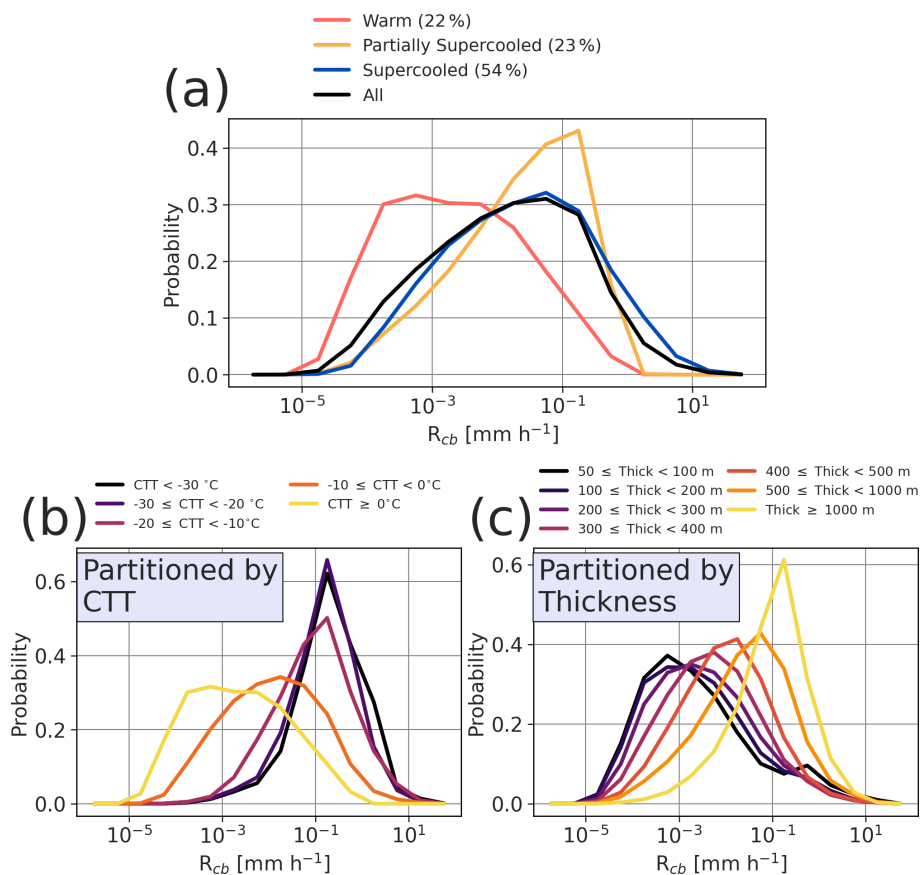 Warm (22 %)
Partially Supercooled (23 %)
Supercooled (54 %)
All
(a)
0.4
0.3
0.2
0.1
0.0
Probability
10⁻⁵
10⁻³
10⁻¹
10¹
R_cb [mm h⁻¹]
(b)
CTT < -30 °C
-30 ≤ CTT < -20 °C
-20 ≤ CTT < -10°C
-10 ≤ CTT < 0°C
CTT ≥ 0°C
Partitioned by
CTT
0.6
0.4
0.2
0.0
Probability
10⁻⁵
10⁻³
10⁻¹
10¹
R_cb [mm h⁻¹]
(c)
50 ≤ Thick < 100 m
100 ≤ Thick < 200 m
200 ≤ Thick < 300 m
300 ≤ Thick < 400 m
400 ≤ Thick < 500 m
500 ≤ Thick < 1000 m
Thick ≥ 1000 m
Partitioned by
Thickness
0.6
0.4
0.2
0.0
Probability
10⁻⁵
10⁻³
10⁻¹
10¹
R_cb [mm h⁻¹]